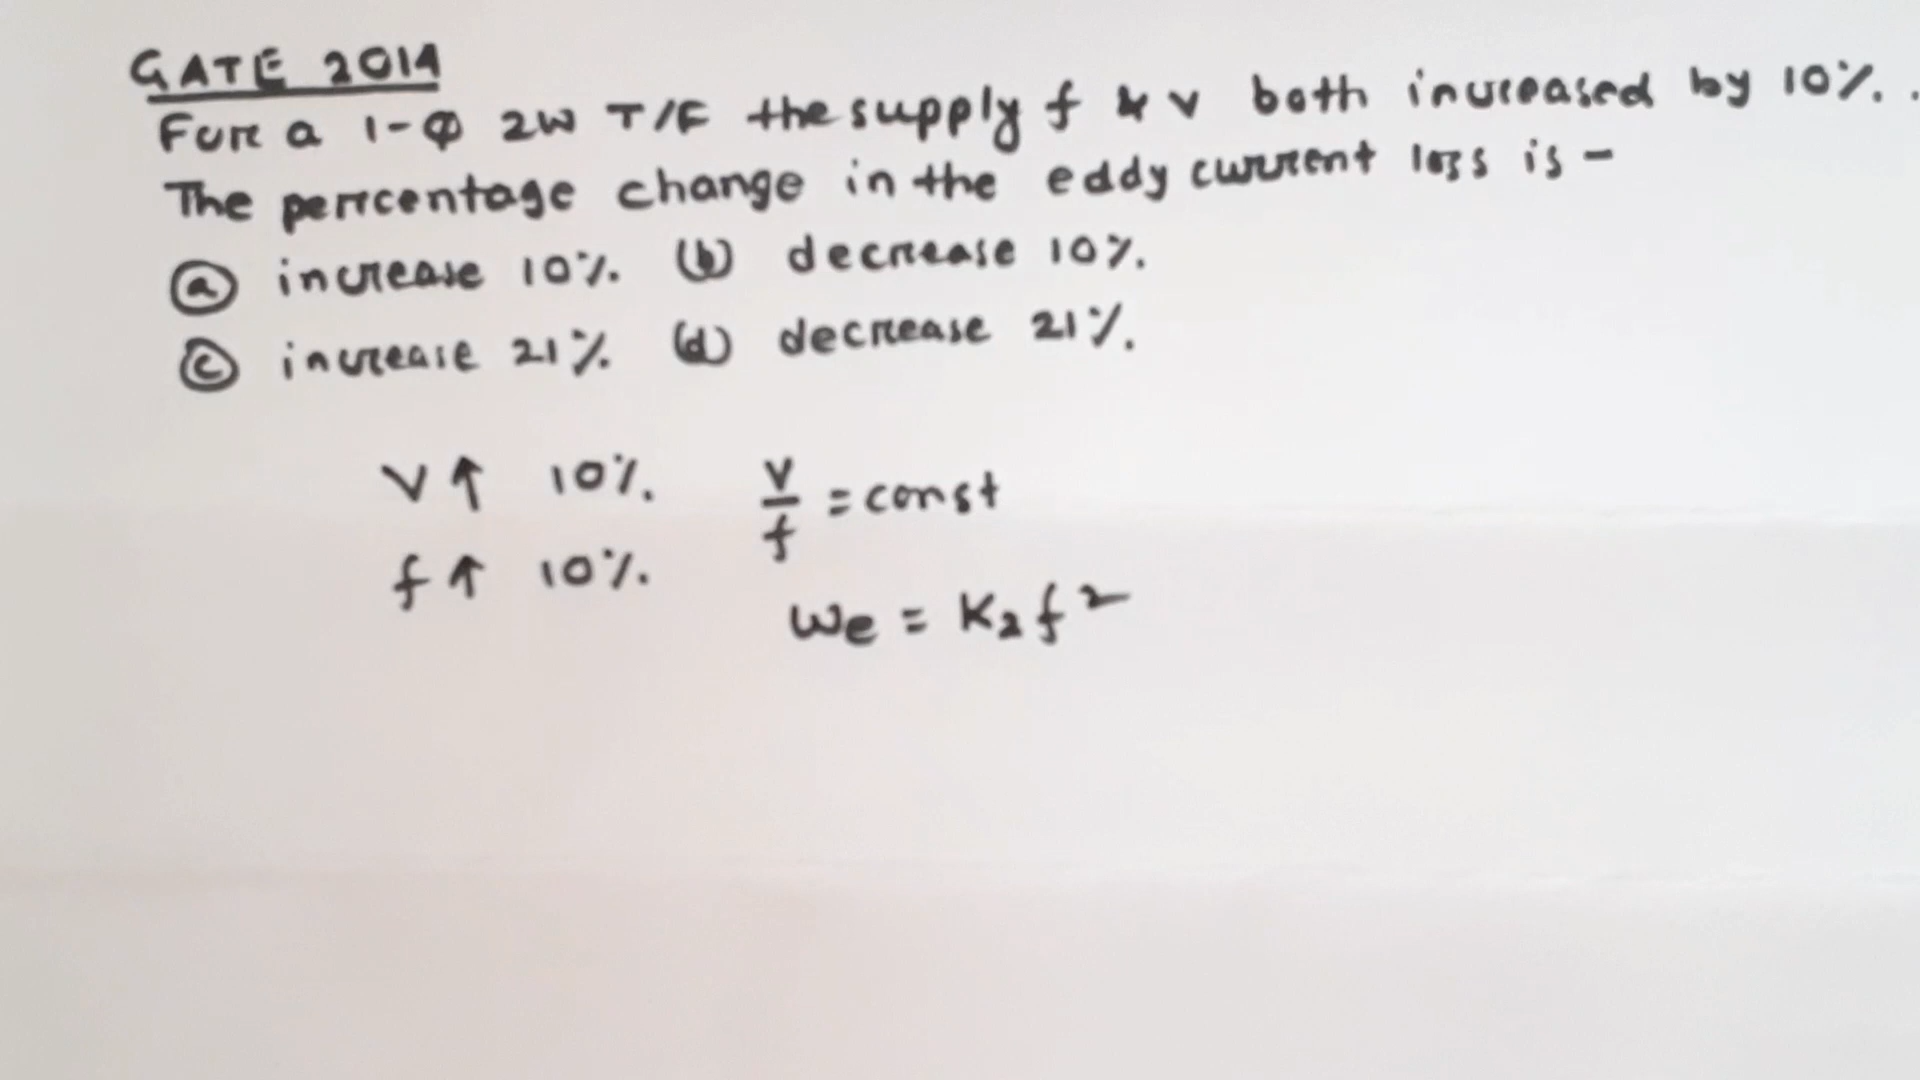 GATE 2014
For a 1-Φ 2W T/F the supply f & v both increased by 10%.
The percentage change in the eddy current loss is -
(a) increase 10%. (b) decrease 10%.
(c) increase 21%. (d) decrease 21%.
V↑ 10%. V/f = const
f↑ 10%.
We = K₂f²